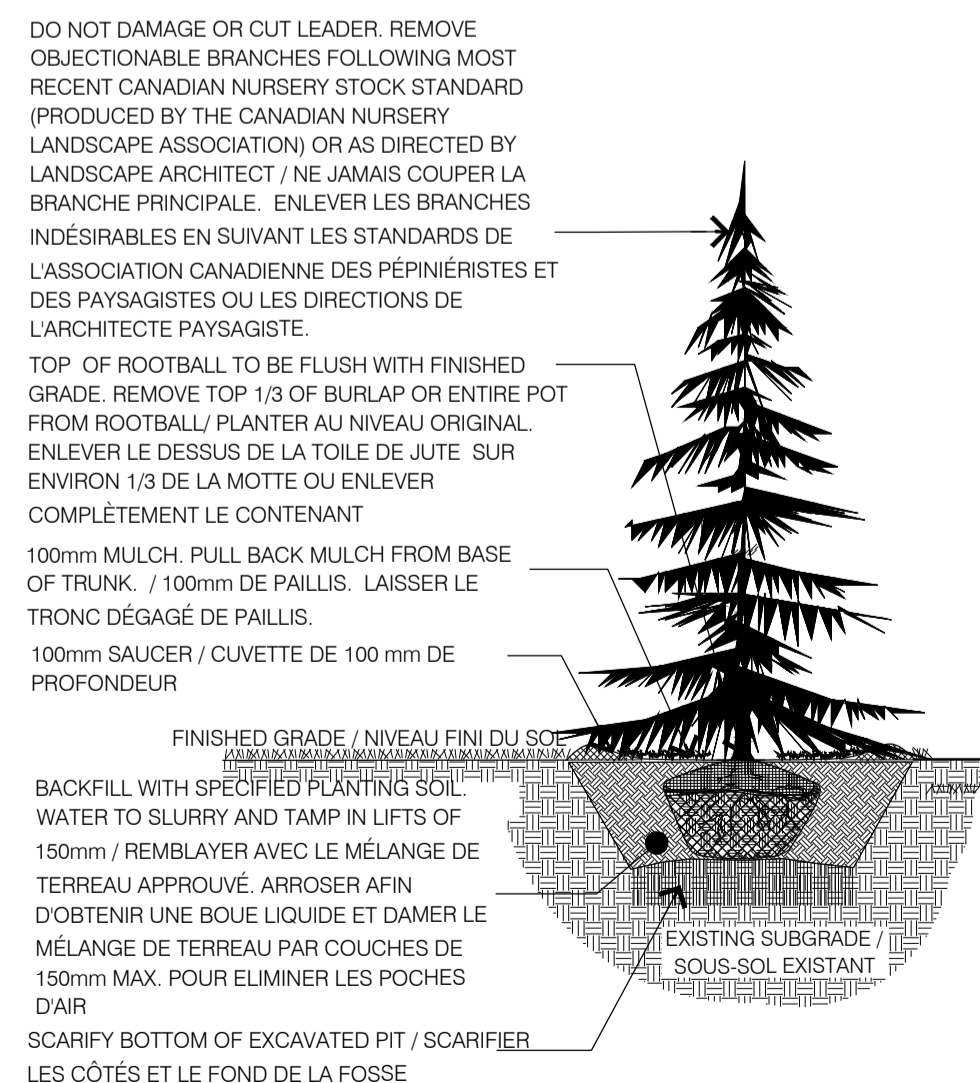 DO NOT DAMAGE OR CUT LEADER. REMOVE
OBJECTIONABLE BRANCHES FOLLOWING MOST
RECENT CANADIAN NURSERY STOCK STANDARD
(PRODUCED BY THE CANADIAN NURSERY
LANDSCAPE ASSOCIATION) OR AS DIRECTED BY
LANDSCAPE ARCHITECT / NE JAMAIS COUPER LA
BRANCHE PRINCIPALE. ENLEVER LES BRANCHES
INDÉSIRABLES EN SUIVANT LES STANDARDS DE
L'ASSOCIATION CANADIENNE DES PÉPINIÉRISTES ET
DES PAYSAGISTES OU LES DIRECTIONS DE
L'ARCHITECTE PAYSAGISTE.
TOP OF ROOTBALL TO BE FLUSH WITH FINISHED
GRADE. REMOVE TOP 1/3 OF BURLAP OR ENTIRE POT
FROM ROOTBALL/ PLANTER AU NIVEAU ORIGINAL.
ENLEVER LE DESSUS DE LA TOILE DE JUTE SUR
ENVIRON 1/3 DE LA MOTTE OU ENLEVER
COMPLÈTEMENT LE CONTENANT
100mm MULCH. PULL BACK MULCH FROM BASE
OF TRUNK. / 100mm DE PAILLIS. LAISSER LE
TRONC DÉGAGÉ DE PAILLIS.
100mm SAUCER / CUVETTE DE 100 mm DE
PROFONDEUR
FINISHED GRADE / NIVEAU FINI DU SOL
BACKFILL WITH SPECIFIED PLANTING SOIL.
WATER TO SLURRY AND TAMP IN LIFTS OF
150mm / REMBLAYER AVEC LE MÉLANGE DE
TERREAU APPROUVÉ. ARROSER AFIN
D'OBTENIR UNE BOUE LIQUIDE ET DAMER LE
MÉLANGE DE TERREAU PAR COUCHES DE
150mm MAX. POUR ELIMINER LES POCHES
D'AIR
EXISTING SUBGRADE /
SOUS-SOL EXISTANT
SCARIFY BOTTOM OF EXCAVATED PIT / SCARIFIER
LES CÔTÉS ET LE FOND DE LA FOSSE